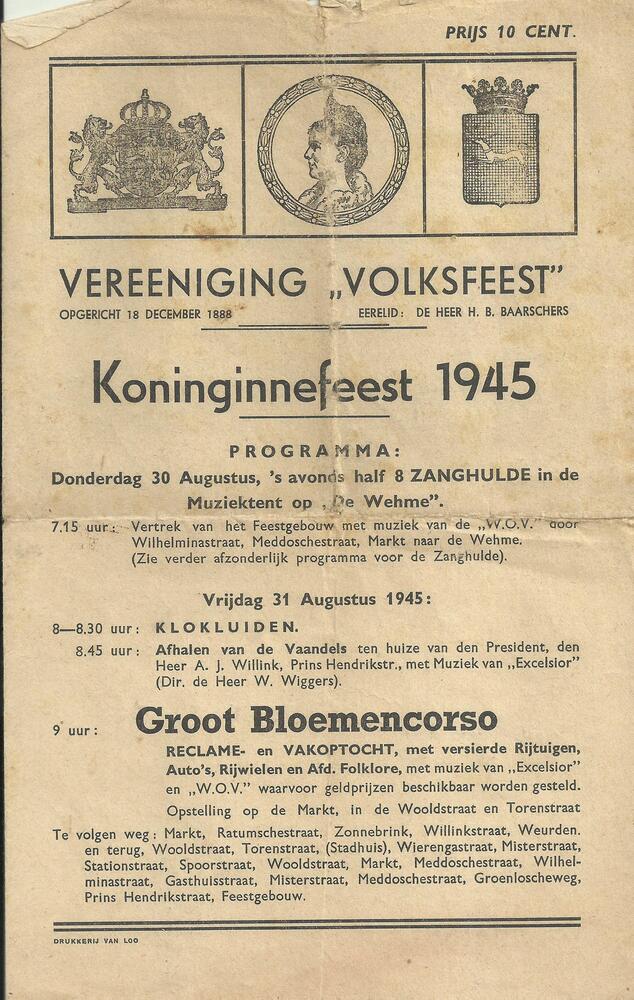 PRIJS 10 CENT.
VEREENIGING „VOLKSFEEST”
OPGERICHT 18 DECEMBER 1888 EERELID: DE HEER H. B. BAARSCHERS
Koninginnefeest 1945
PROGRAMMA:
Donderdag 30 Augustus, 's avonds half 8 ZANGHULDE in de
Muziektent op „De Wehme”.
7.15 uur: Vertrek van het Feestgebouw met muziek van de „W.O.V.” door
Wilhelminastraat, Meddoschestraat, Markt naar de Wehme.
(Zie verder afzonderlijk programma voor de Zanghulde).
Vrijdag 31 Augustus 1945:
8—8.30 uur: KLOKLUIDEN.
8.45 uur: Afhalen van de Vaandels ten huize van den President, den
Heer A. J. Willink, Prins Hendrikstr., met Muziek van „Excelsior”
(Dir. de Heer W. Wiggers).
9 uur: Groot Bloemencorso
RECLAME- en VAKOPTOCHT, met versierde Rijtuigen,
Auto's, Rijwielen en Afd. Folklore, met muziek van „Excelsior”
en „W.O.V.” waarvoor geldprijzen beschikbaar worden gesteld.
Opstelling op de Markt, in de Wooldstraat en Torenstraat
Te volgen weg: Markt, Ratumschestraat, Zonnebrink, Willinkstraat, Weurden.
en terug, Wooldstraat, Torenstraat, (Stadhuis), Wierengastraat, Misterstraat,
Stationstraat, Spoorstraat, Wooldstraat, Markt, Meddoschestraat, Wilhel-
minastraat, Gasthuisstraat, Misterstraat, Meddoschestraat, Groenloscheweg,
Prins Hendrikstraat, Feestgebouw.
DRUKKERIJ VAN LOO